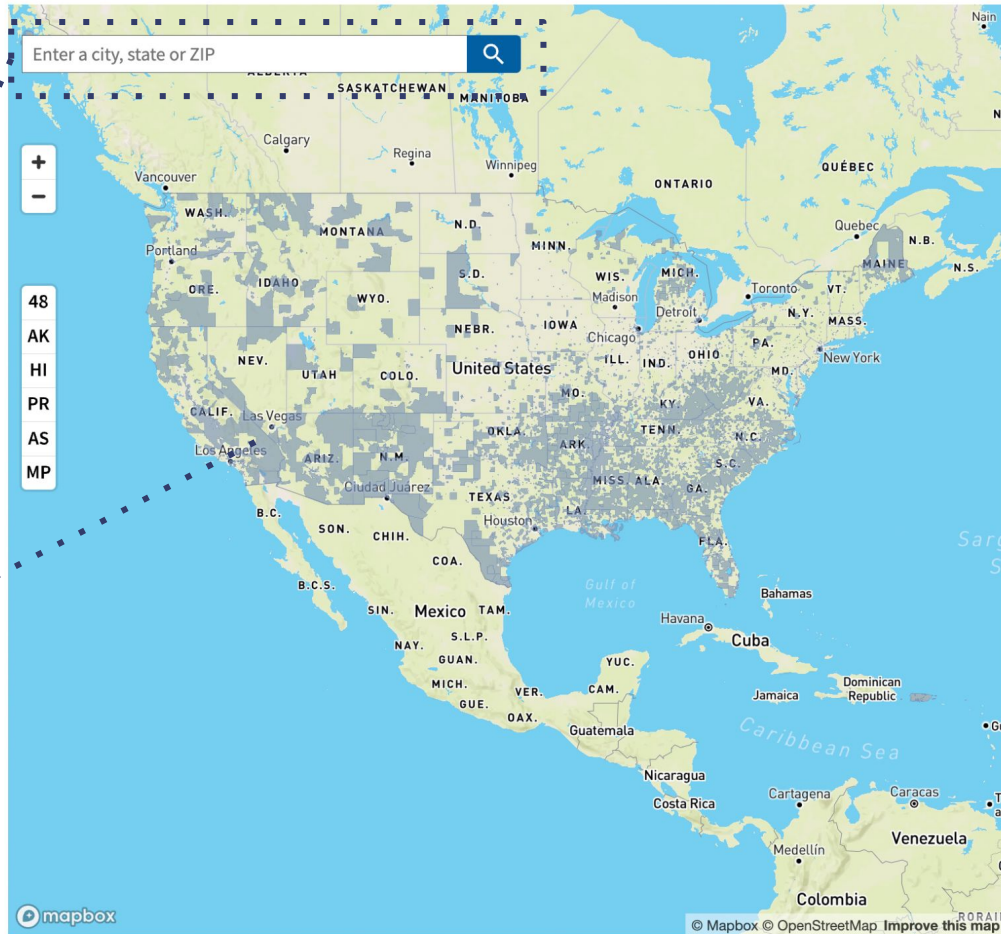 Nain
Enter a city, state or ZIP
SASKATCHEWAN
MANITOBA
Calgary
Regina
Winnipeg
Vancouver
ONTARIO
QUÉBEC
+
−
WASH.
MONTANA
N.D.
MINN.
Quebec
N.B.
MAINE
N.S.
Portland
ORE.
IDAHO
S.D.
WIS.
MICH.
Toronto
VT.
48
AK
HI
PR
AS
MP
WYO.
Madison
Detroit
N.Y.
MASS.
NEBR.
IOWA
Chicago
PA.
New York
NEV.
UTAH
COLO.
United States
ILL.
IND.
OHIO
MD.
MO.
KY.
VA.
CALIF.
Las Vegas
OKLA.
ARK.
TENN.
N.C.
Los Angeles
ARIZ.
N.M.
S.C.
Ciudad Juárez
TEXAS
MISS.
ALA.
GA.
B.C.
SON.
CHIH.
Houston
LA.
FLA.
COA.
B.C.S.
Gulf of
Mexico
Bahamas
SIN.
Mexico
TAM.
Havana
Cuba
NAY.
S.L.P.
GUAN.
YUC.
MICH.
VER.
CAM.
Jamaica
Dominican
Republic
GUE.
OAX.
Guatemala
Caribbean Sea
Nicaragua
Costa Rica
Cartagena
Caracas
Medellín
Venezuela
Colombia
mapbox
© Mapbox © OpenStreetMap Improve this map